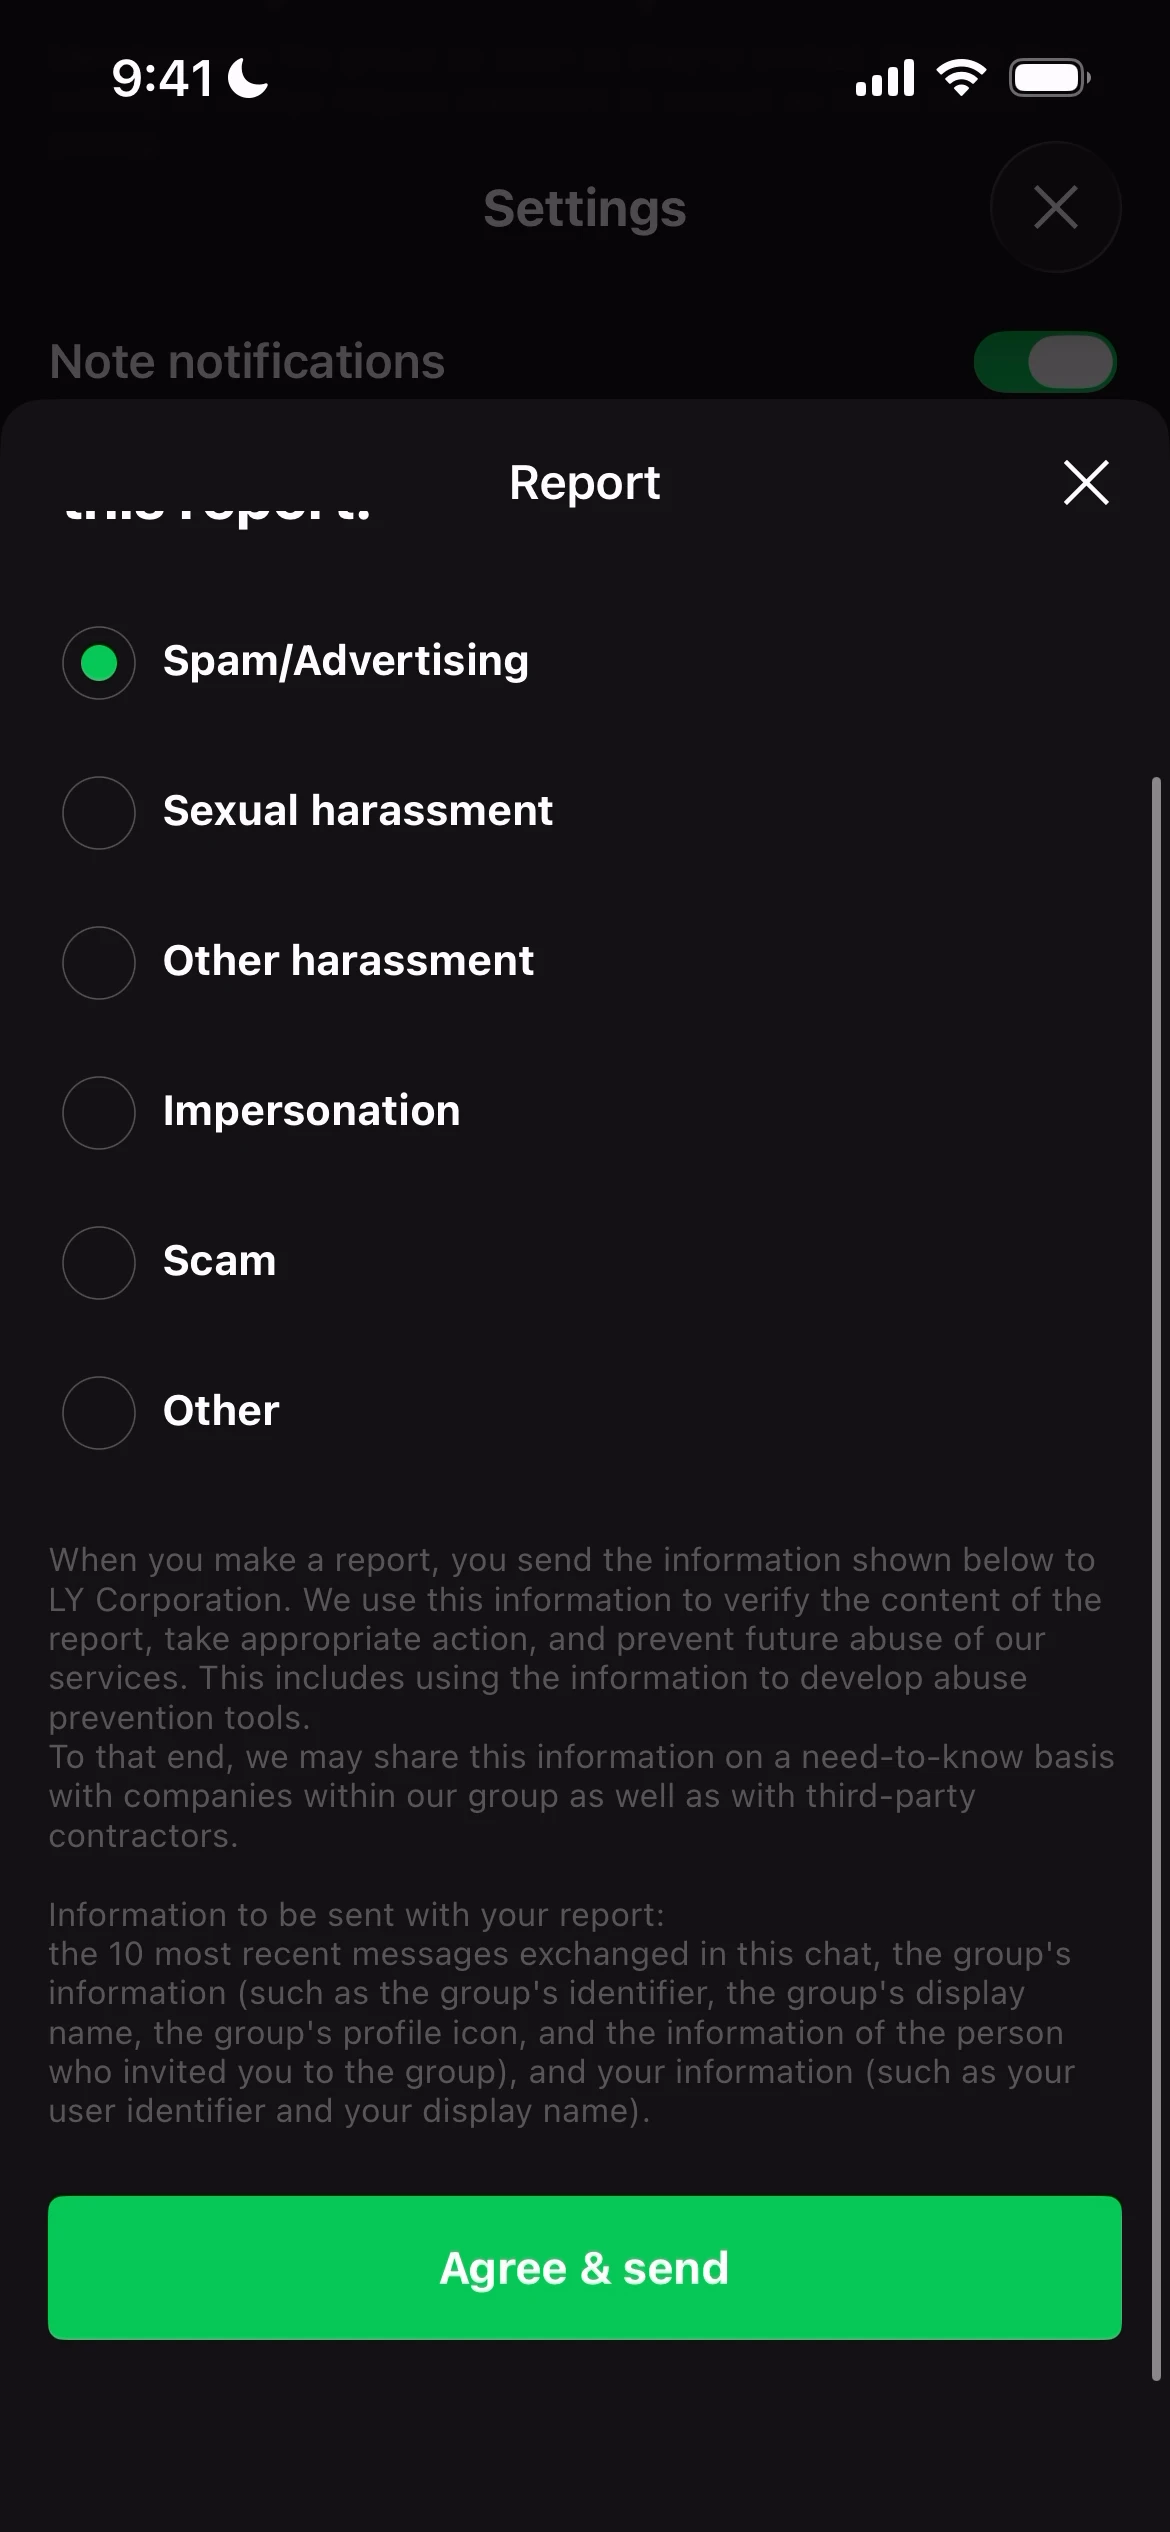 9:41
Settings
Note notifications
Report
this report.
Spam/Advertising
Sexual harassment
Other harassment
Impersonation
Scam
Other
When you make a report, you send the information shown below to
LY Corporation. We use this information to verify the content of the
report, take appropriate action, and prevent future abuse of our
services. This includes using the information to develop abuse
prevention tools.
To that end, we may share this information on a need-to-know basis
with companies within our group as well as with third-party
contractors.
Information to be sent with your report:
the 10 most recent messages exchanged in this chat, the group's
information (such as the group's identifier, the group's display
name, the group's profile icon, and the information of the person
who invited you to the group), and your information (such as your
user identifier and your display name).
Agree & send